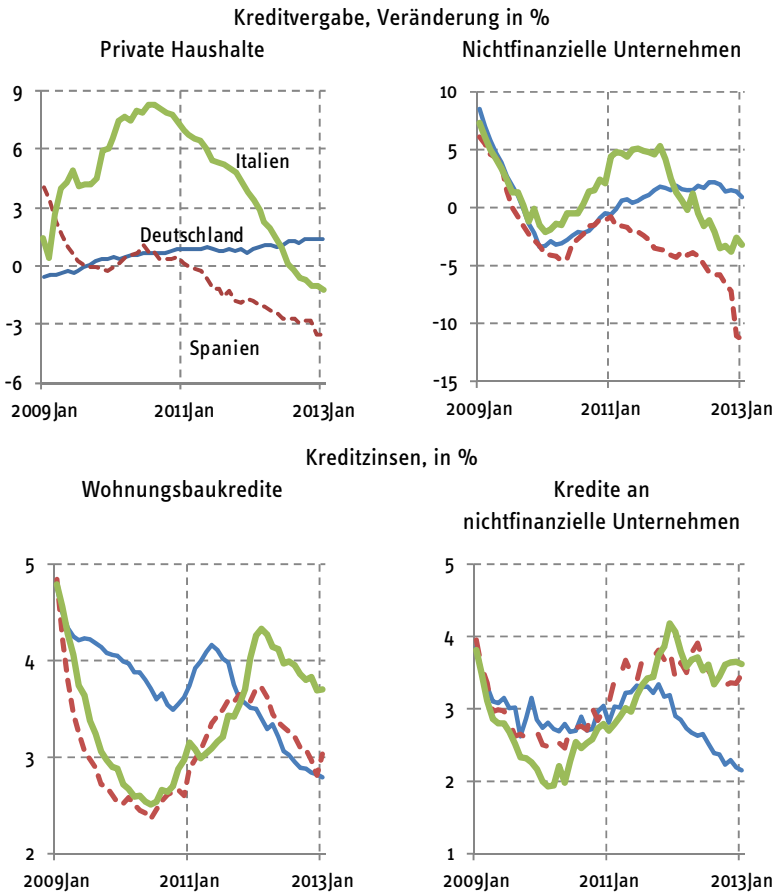 Kreditvergabe, Veränderung in %
Private Haushalte
9
6
3
0
-3
-6
Italien
Deutschland
Spanien
2009Jan 2011Jan 2013Jan
Nichtfinanzielle Unternehmen
10
5
0
-5
-10
-15
2009Jan 2011Jan 2013Jan
Kreditzinsen, in %
Wohnungsbaukredite
5
4
3
2
2009Jan 2011Jan 2013Jan
Kredite an
nichtfinanzielle Unternehmen
5
4
3
2
1
2009Jan 2011Jan 2013Jan